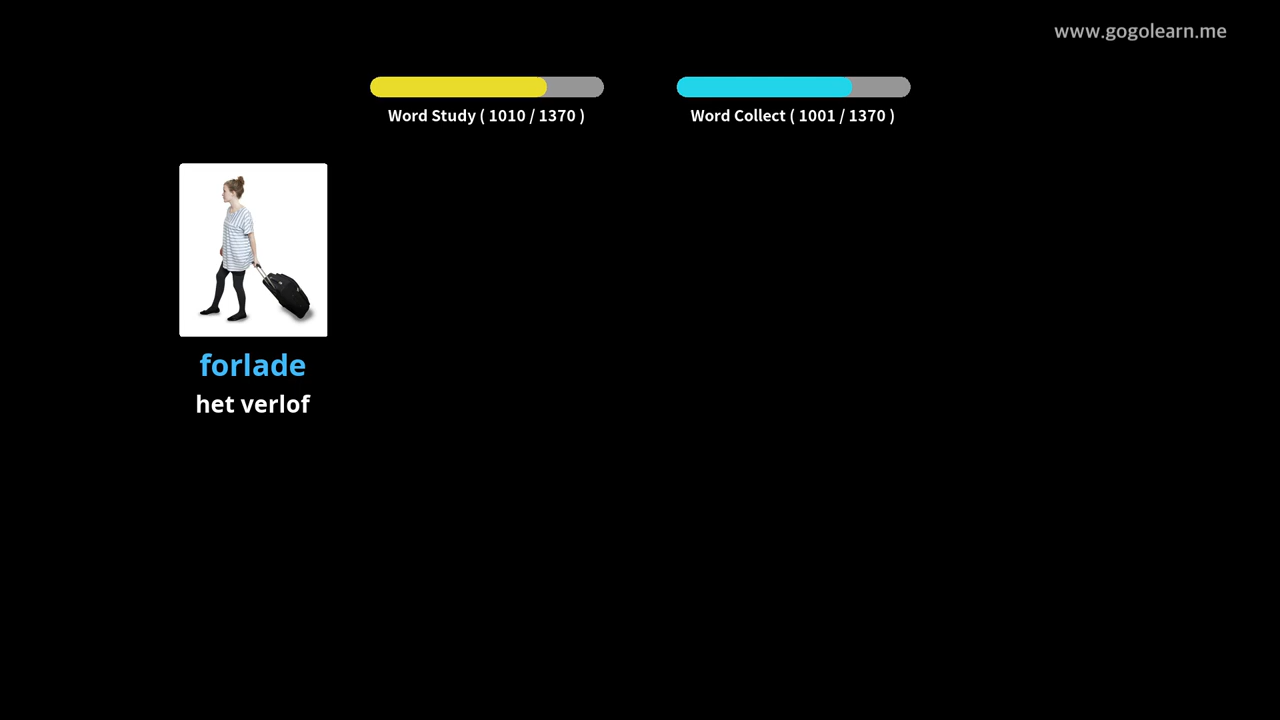 www.gogolearn.me
Word Study ( 1010 / 1370 )
Word Collect ( 1001 / 1370 )
forlade
het verlof